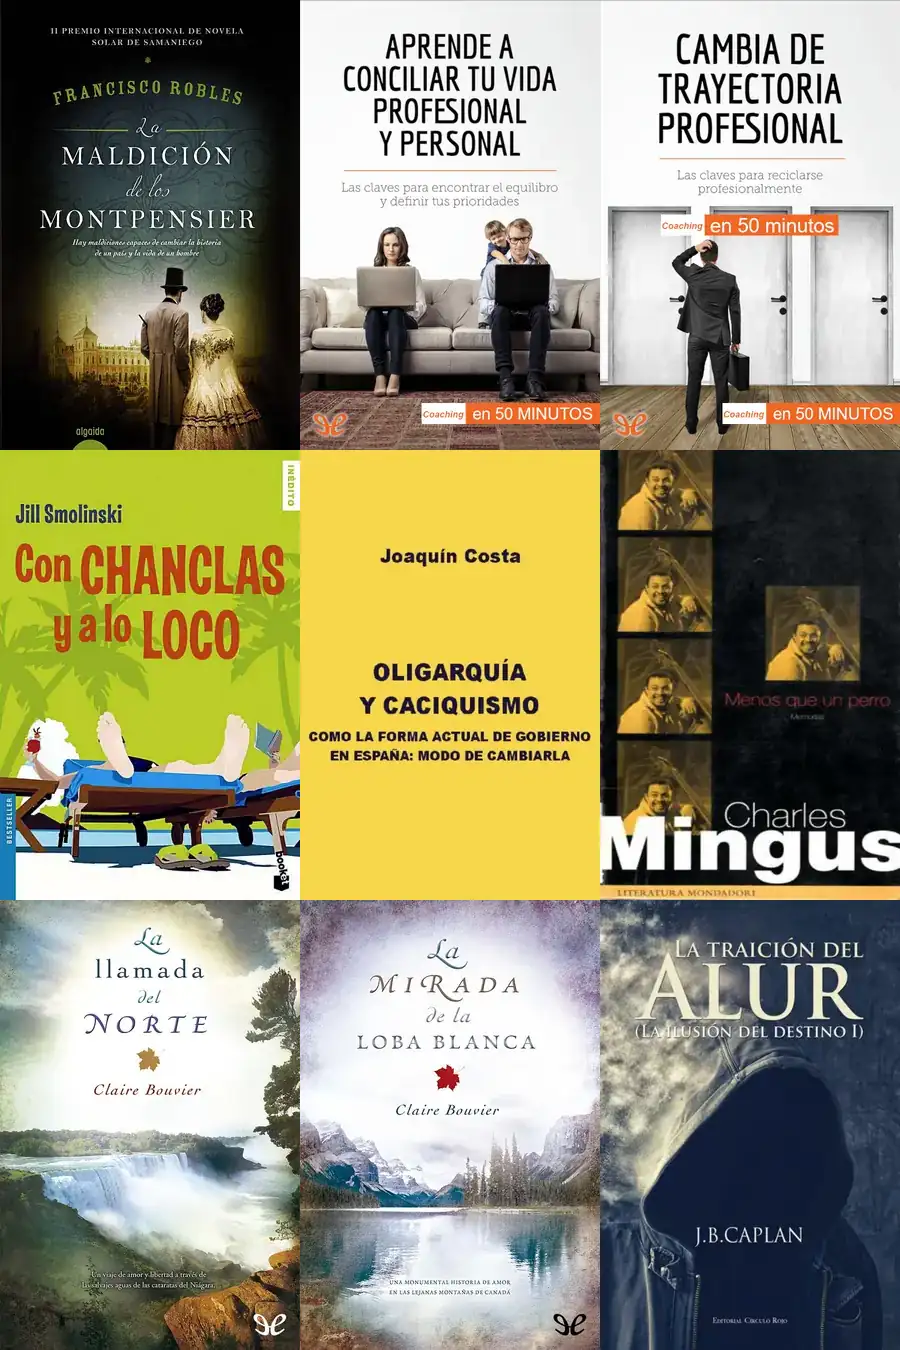 II PREMIO INTERNACIONAL DE NOVELA
SOLAR DE SAMANIEGO
FRANCISCO ROBLES
La
MALDICIÓN
de los
MONTPENSIER
Hay maldiciones capaces de cambiar la historia
de un país y la vida de un hombre
algaida
APRENDE A
CONCILIAR TU VIDA
PROFESIONAL
Y PERSONAL
Las claves para encontrar el equilibro
y definir tus prioridades
Coaching en 50 MINUTOS
CAMBIA DE
TRAYECTORIA
PROFESIONAL
Las claves para reciclarse
profesionalmente
Coaching en 50 minutos
Coaching en 50 MINUTOS
INÉDITO
Jill Smolinski
Con CHANCLAS
y a lo LOCO
BESTSELLER
booket
Joaquín Costa
OLIGARQUÍA
Y CACIQUISMO
COMO LA FORMA ACTUAL DE GOBIERNO
EN ESPAÑA: MODO DE CAMBIARLA
Menos que un perro
Memorias
Charles
Mingus
LITERATURA MONDADORI
La
llamada
del
NORTE
Claire Bouvier
Un viaje de amor y libertad a través de
las salvajes aguas de las cataratas del Niágara.
La
MIRADA
de la
LOBA BLANCA
Claire Bouvier
UNA MONUMENTAL HISTORIA DE AMOR
EN LAS LEJANAS MONTAÑAS DE CANADÁ
LA TRAICIÓN DEL
ALUR
(LA ILUSIÓN DEL DESTINO I)
J.B.CAPLAN
EDITORIAL CÍRCULO ROJO